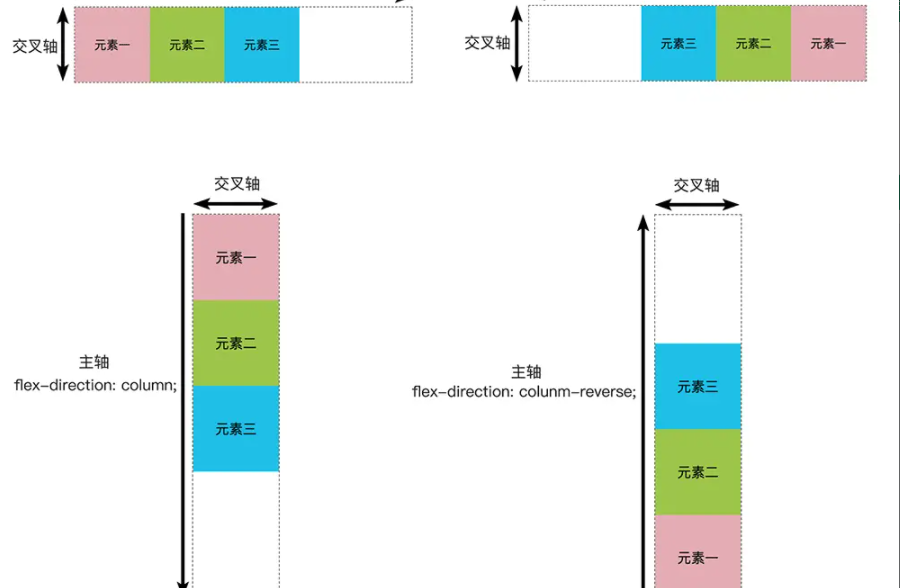 交叉轴
元素一
元素二
元素三
交叉轴
元素三
元素二
元素一
交叉轴
元素一
元素二
元素三
主轴
flex-direction: column;
交叉轴
主轴
flex-direction: colunm-reverse;
元素三
元素二
元素一